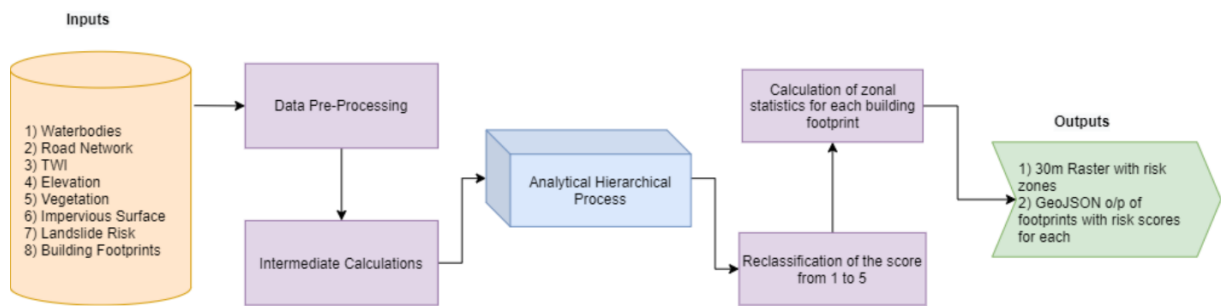 Inputs
1) Waterbodies
2) Road Network
3) TWI
4) Elevation
5) Vegetation
6) Impervious Surface
7) Landslide Risk
8) Building Footprints
Data Pre-Processing
Intermediate Calculations
Analytical Hierarchical
Process
Reclassification of the score
from 1 to 5
Calculation of zonal
statistics for each building
footprint
Outputs
1) 30m Raster with risk
zones
2) GeoJSON o/p of
footprints with risk scores
for each